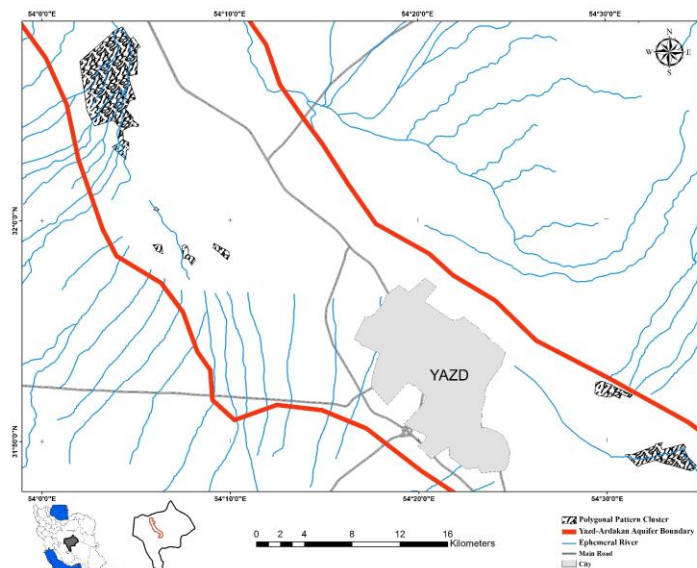 54°0'0"E 54°10'0"E 54°20'0"E 54°30'0"E
N
W E
S
32°0'0"N
YAZD
31°50'0"N
54°0'0"E 54°10'0"E 54°20'0"E 54°30'0"E
0 2 4 8 12 16
Kilometers
Polygonal Pattern Cluster
Yazd-Ardakan Aquifer Boundary
Ephemeral River
Main Road
City